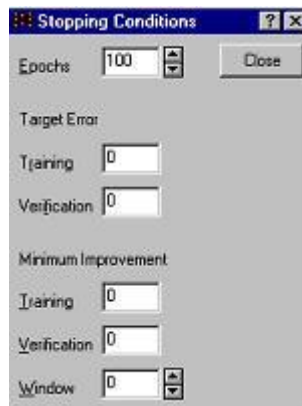 Stopping Conditions ? X
Epochs 100 Close
Target Error
Training 0
Verification 0
Minimum Improvement
Training 0
Verification 0
Window 0